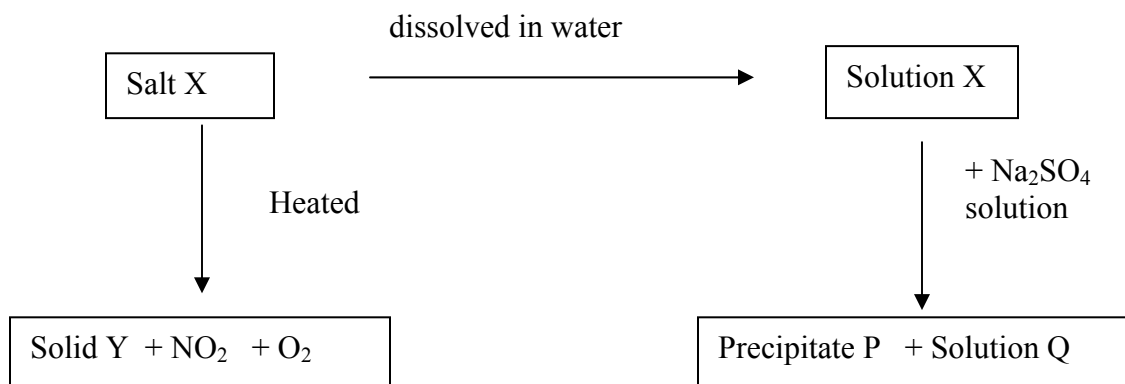 dissolved in water
Salt X
Solution X
Heated
+ Na₂SO₄
solution
Solid Y + NO₂ + O₂
Precipitate P + Solution Q